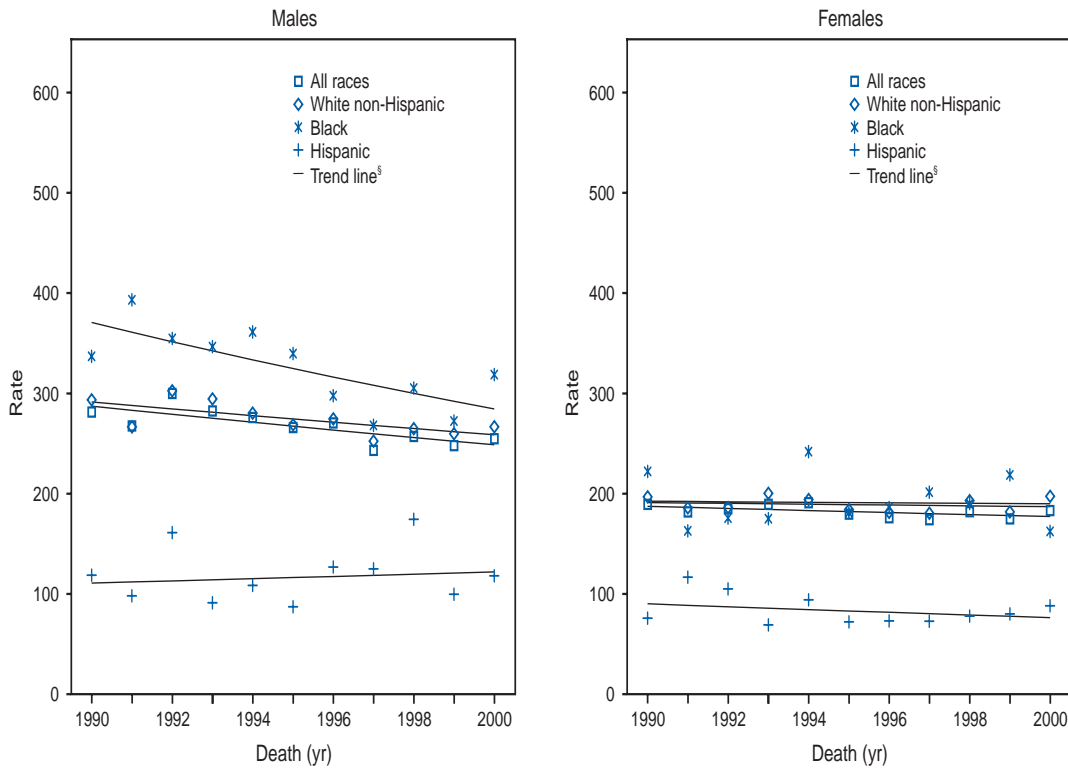 Males
All races
White non-Hispanic
Black
Hispanic
Trend line§
600
500
400
300
200
100
0
Rate
1990 1992 1994 1996 1998 2000
Death (yr)
Females
All races
White non-Hispanic
Black
Hispanic
Trend line§
600
500
400
300
200
100
0
Rate
1990 1992 1994 1996 1998 2000
Death (yr)